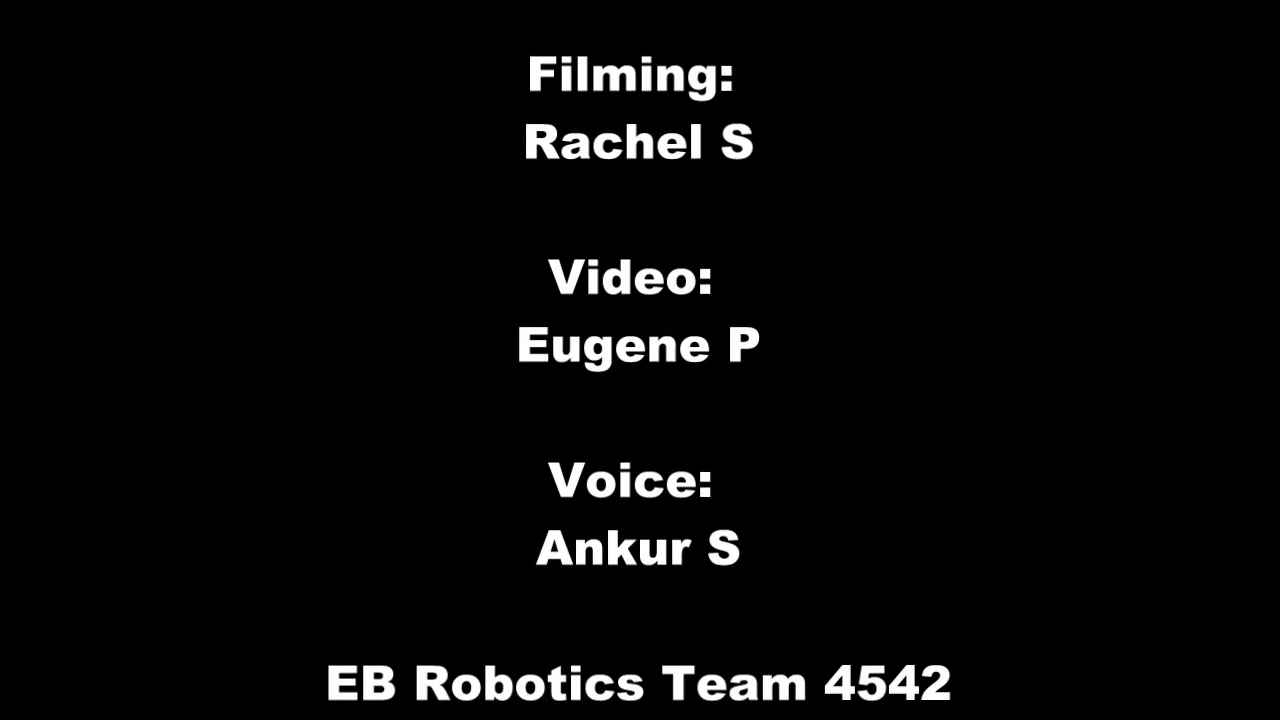 Filming:
Rachel S
Video:
Eugene P
Voice:
Ankur S
EB Robotics Team 4542